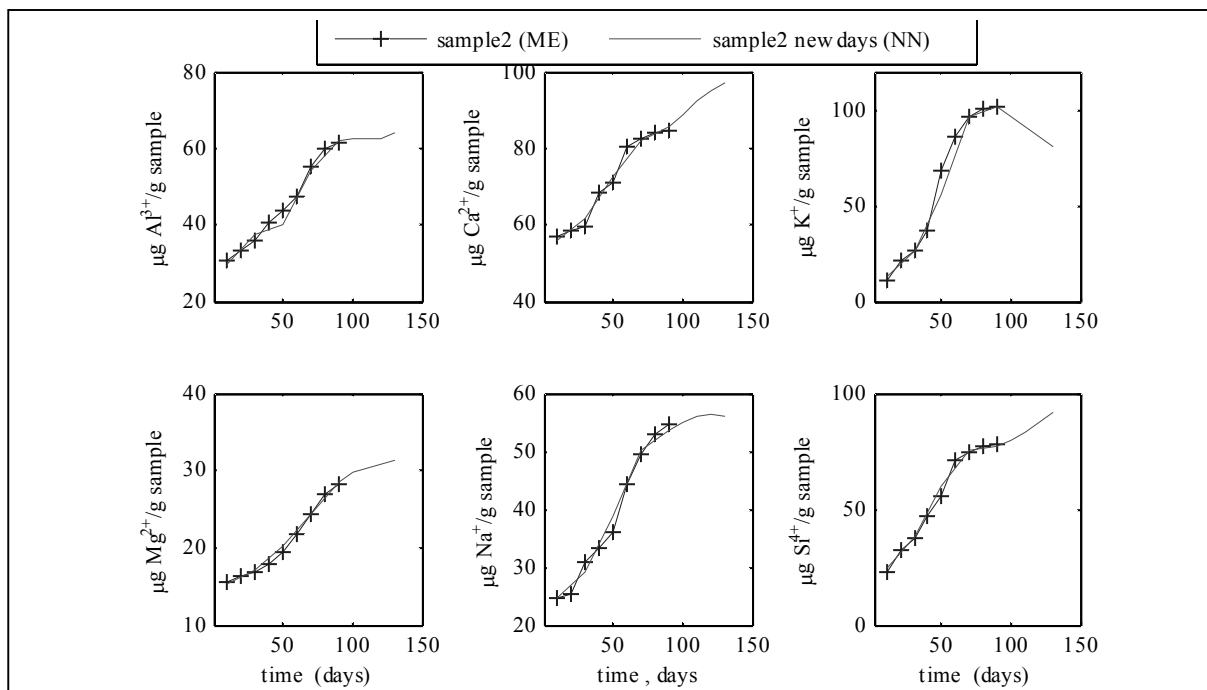 sample2 (ME) sample2 new days (NN)
80
60
40
20
0 50 100 150
µg Al³⁺/g sample
100
80
60
40
0 50 100 150
µg Ca²⁺/g sample
100
50
0
50 100 150
µg K⁺/g sample
40
30
20
10
50 100 150
µg Mg²⁺/g sample
time (days)
60
50
40
30
20
0 50 100 150
µg Na⁺/g sample
time , days
100
50
0
50 100 150
µg Si⁴⁺/g sample
time (days)